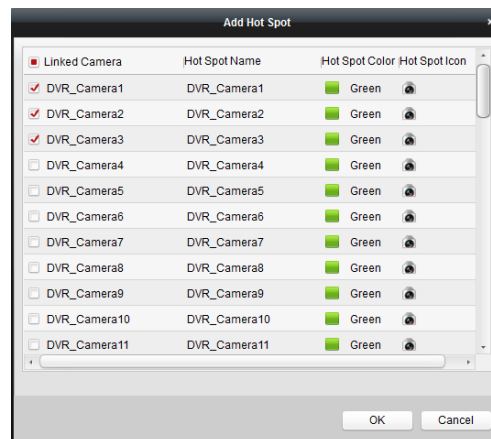 Add Hot Spot
Linked Camera Hot Spot Name Hot Spot Color Hot Spot Icon
DVR_Camera1 DVR_Camera1 Green
DVR_Camera2 DVR_Camera2 Green
DVR_Camera3 DVR_Camera3 Green
DVR_Camera4 DVR_Camera4 Green
DVR_Camera5 DVR_Camera5 Green
DVR_Camera6 DVR_Camera6 Green
DVR_Camera7 DVR_Camera7 Green
DVR_Camera8 DVR_Camera8 Green
DVR_Camera9 DVR_Camera9 Green
DVR_Camera10 DVR_Camera10 Green
DVR_Camera11 DVR_Camera11 Green
OK Cancel